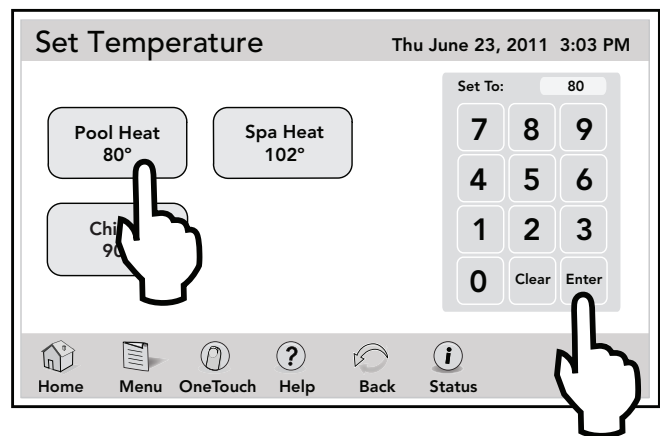 Set Temperature
Thu June 23, 2011 3:03 PM
Pool Heat
80°
Spa Heat
102°
Set To: 80
7 8 9
4 5 6
1 2 3
0 Clear Enter
Home Menu OneTouch Help Back Status